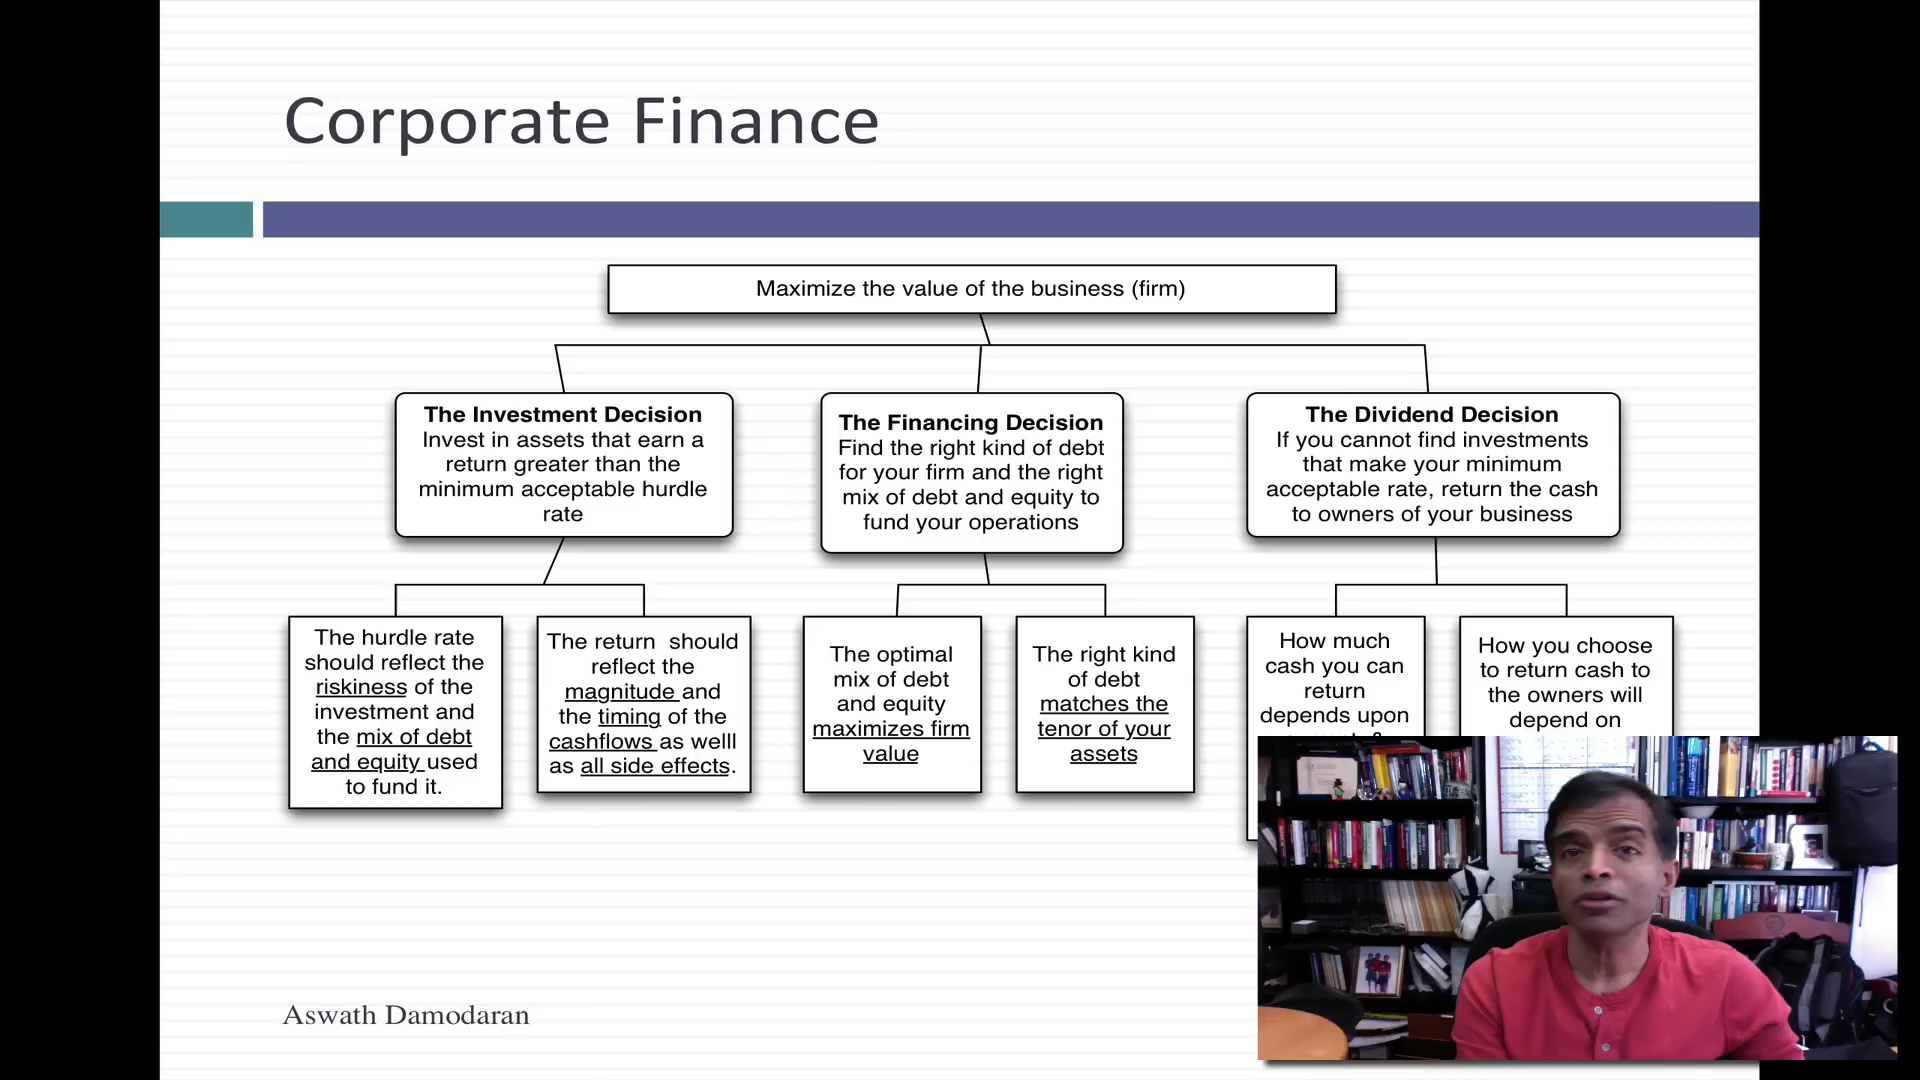 Corporate Finance
Maximize the value of the business (firm)
The Investment Decision
Invest in assets that earn a
return greater than the
minimum acceptable hurdle
rate
The Financing Decision
Find the right kind of debt
for your firm and the right
mix of debt and equity to
fund your operations
The Dividend Decision
If you cannot find investments
that make your minimum
acceptable rate, return the cash
to owners of your business
The hurdle rate
should reflect the
riskiness of the
investment and
the mix of debt
and equity used
to fund it.
The return should
reflect the
magnitude and
the timing of the
cashflows as welll
as all side effects.
The optimal
mix of debt
and equity
maximizes firm
value
The right kind
of debt
matches the
tenor of your
assets
How much
cash you can
return
depends upon
How you choose
to return cash to
the owners will
depend on
Aswath Damodaran